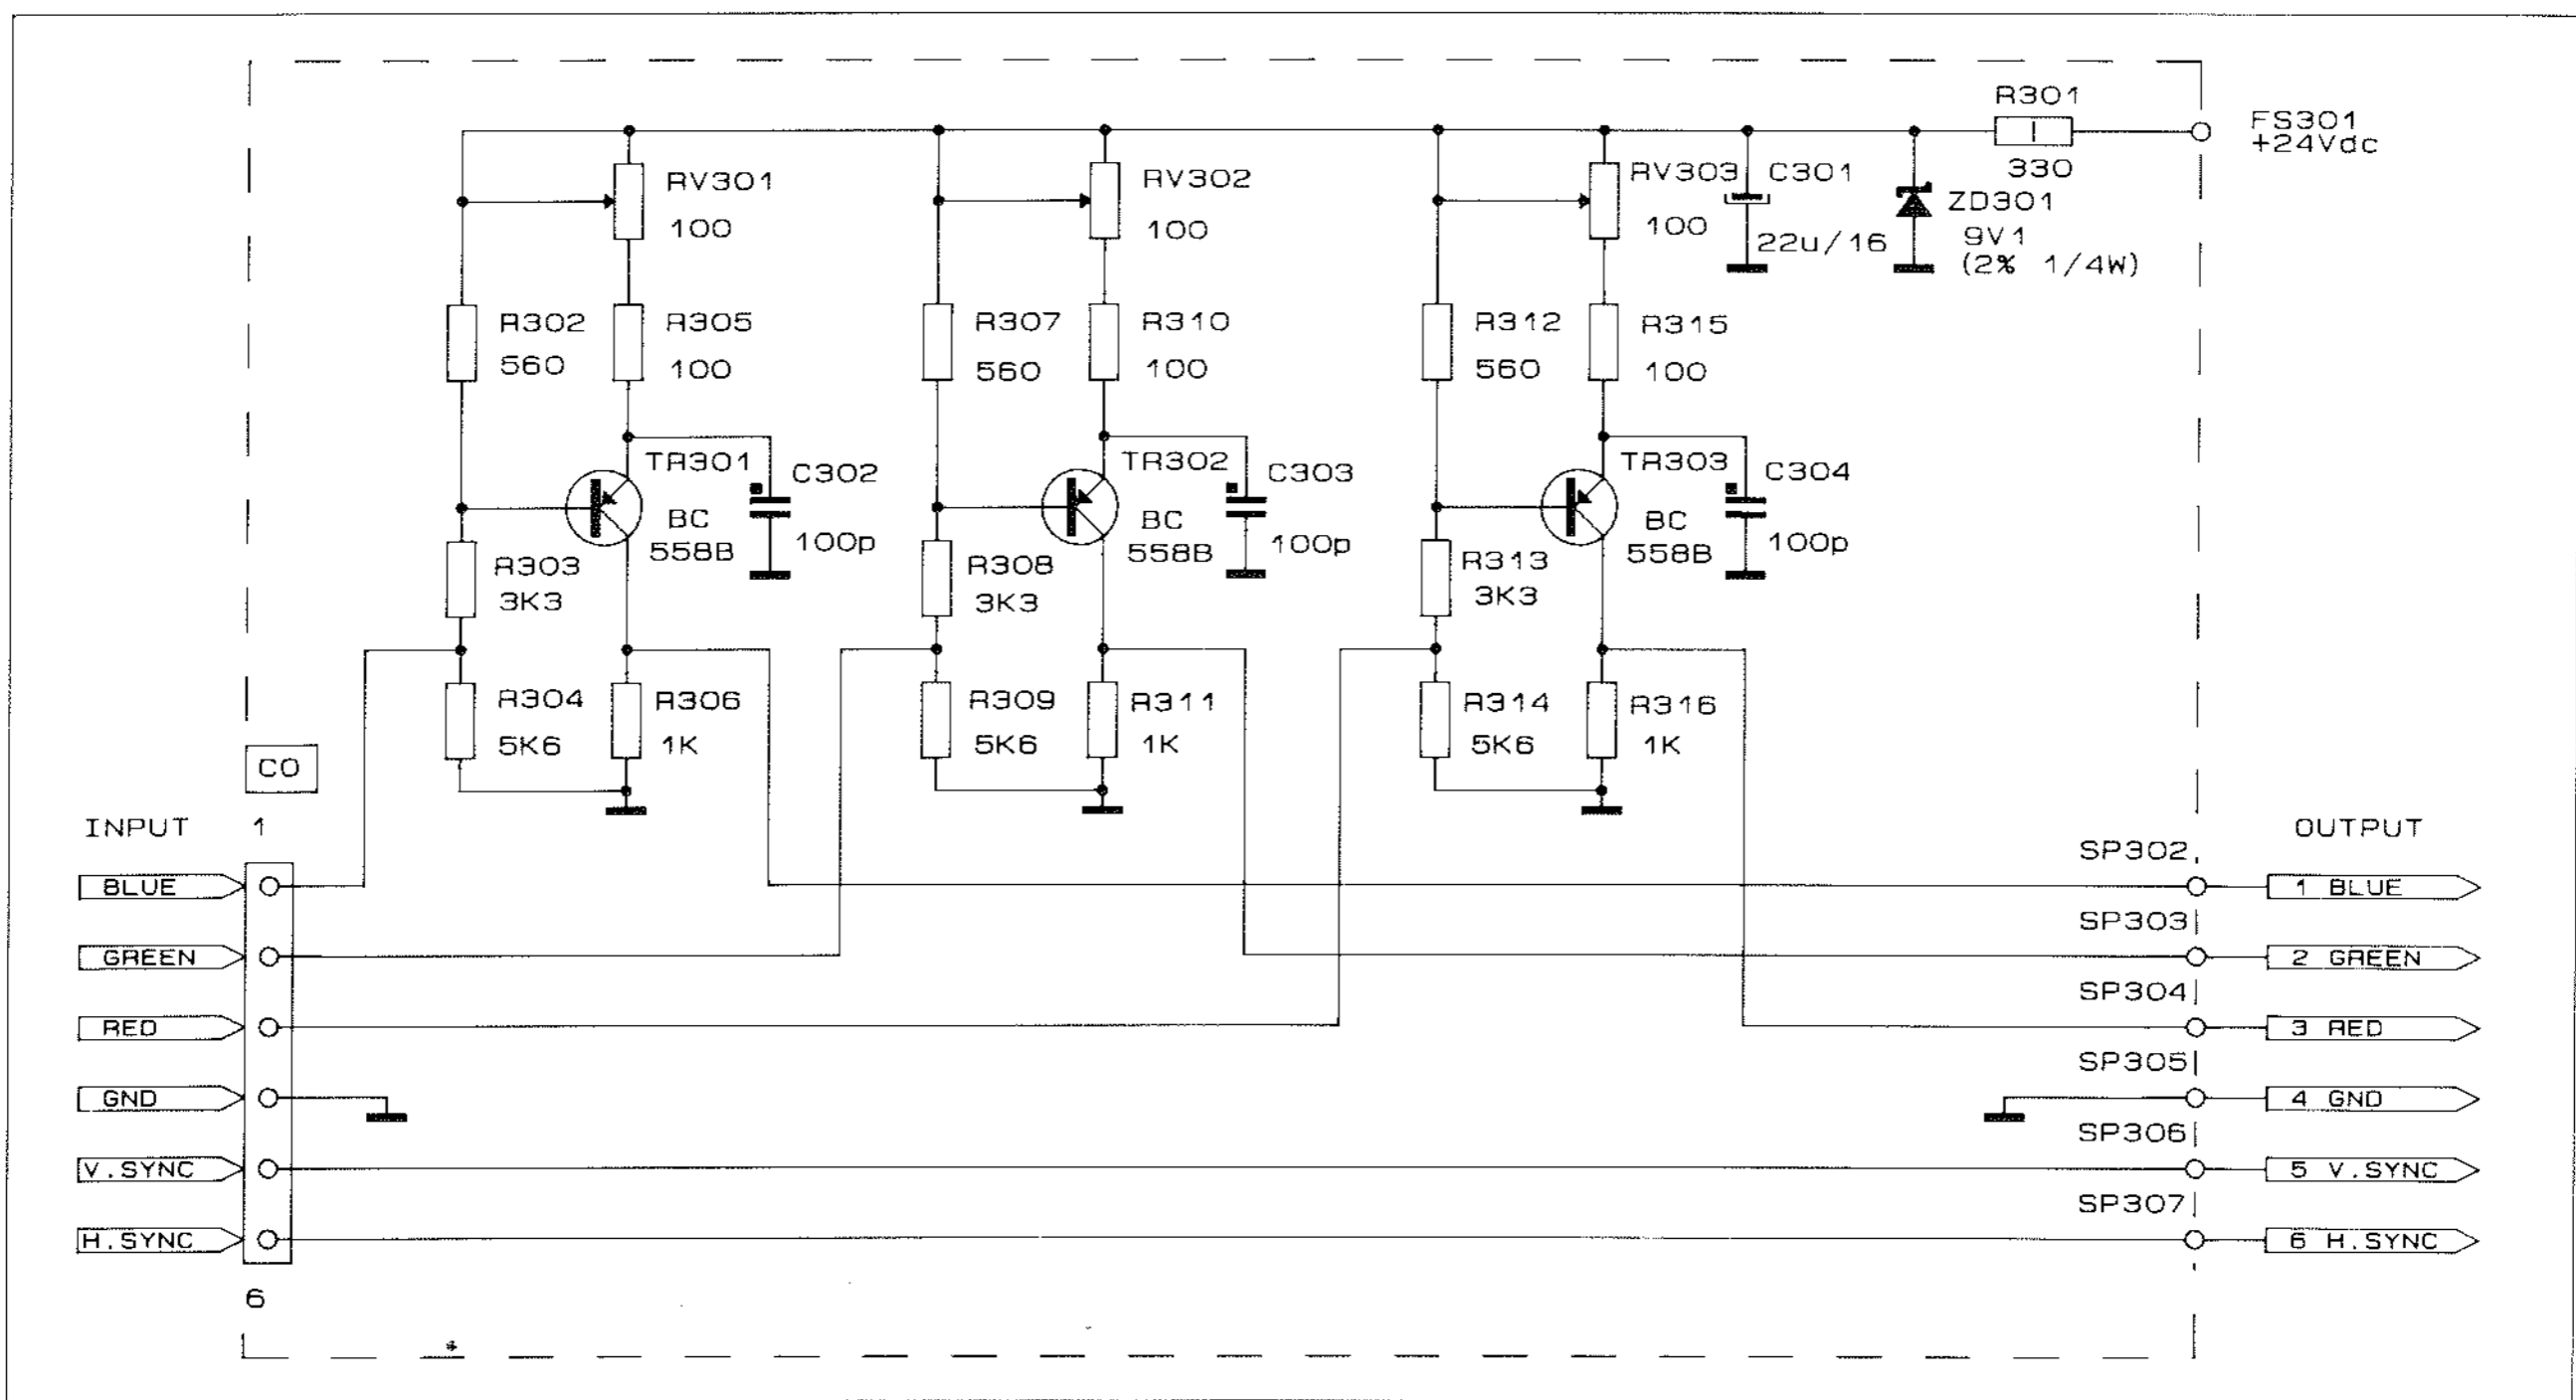 R301
FS301
+24Vdc
330
RV301
100
RV302
100
RV303
100
C301
22u/16
ZD301
9V1
(2% 1/4W)
R302
560
R305
100
R307
560
R310
100
R312
560
R315
100
TR301
BC
558B
C302
100p
TR302
BC
558B
C303
100p
TR303
BC
558B
C304
100p
R303
3K3
R308
3K3
R313
3K3
R304
5K6
R306
1K
R309
5K6
R311
1K
R314
5K6
R316
1K
CO
INPUT
1
OUTPUT
SP302
BLUE
1 BLUE
SP303
GREEN
2 GREEN
SP304
RED
3 RED
SP305
GND
4 GND
SP306
V.SYNC
5 V.SYNC
SP307
H.SYNC
6 H.SYNC
6